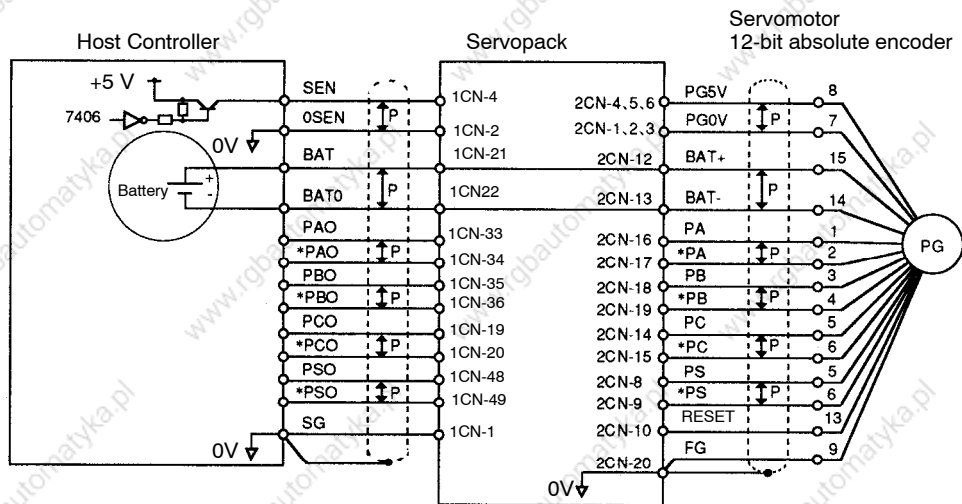 Servomotor
Host Controller Servopack 12-bit absolute encoder
+5 V
7406
SEN 1CN-4 2CN-4、5、6 PG5V 8
P P
0SEN 1CN-2 2CN-1、2、3 PG0V 7
0V
BAT 1CN-21 2CN-12 BAT+ 15
Battery + - P P
BAT0 1CN22 2CN-13 BAT- 14
PAO 1CN-33 2CN-16 PA 1
P P
*PAO 1CN-34 2CN-17 *PA 2
PG
PBO 1CN-35 2CN-18 PB 3
P P
*PBO 1CN-36 2CN-19 *PB 4
PCO 1CN-19 2CN-14 PC 5
P P
*PCO 1CN-20 2CN-15 *PC 6
PSO 1CN-48 2CN-8 PS 5
P P
*PSO 1CN-49 2CN-9 *PS 6
RESET 13
SG 1CN-1 2CN-10
0V
FG 9
2CN-20
0V
www.rgbautomatyka.pl